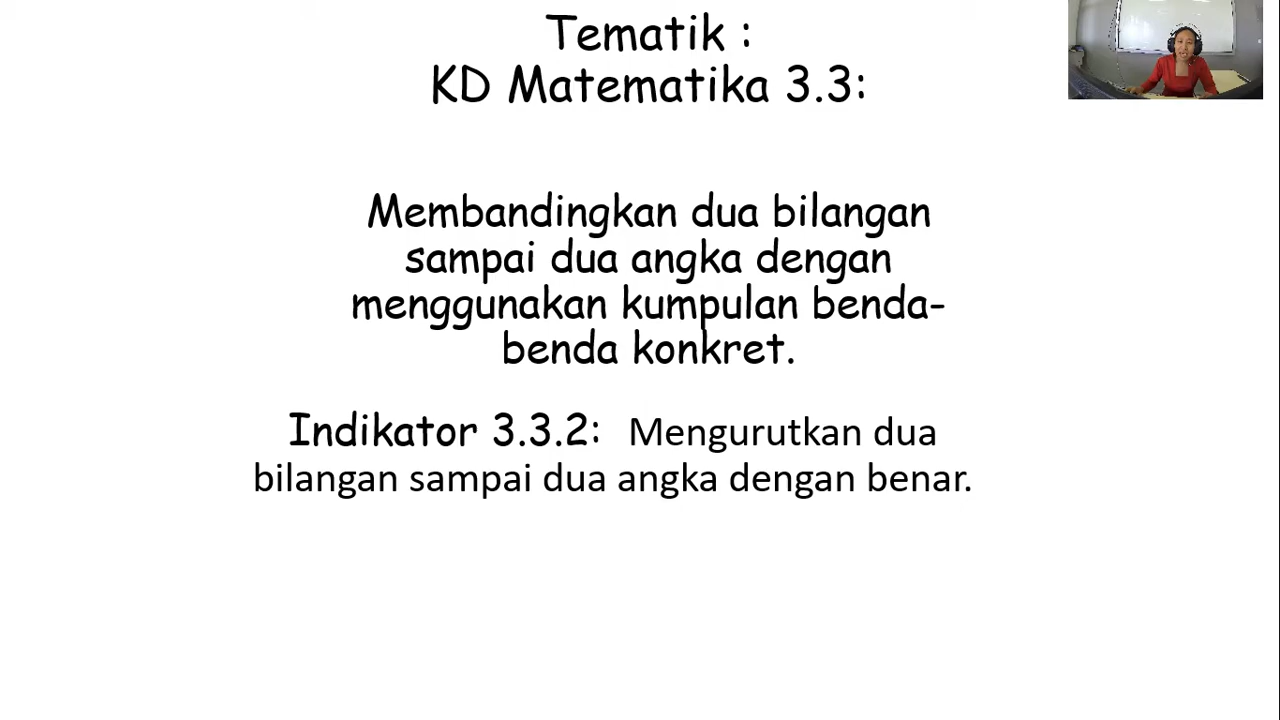 Tematik :
KD Matematika 3.3:
Membandingkan dua bilangan
sampai dua angka dengan
menggunakan kumpulan benda-
benda konkret.
Indikator 3.3.2: Mengurutkan dua
bilangan sampai dua angka dengan benar.